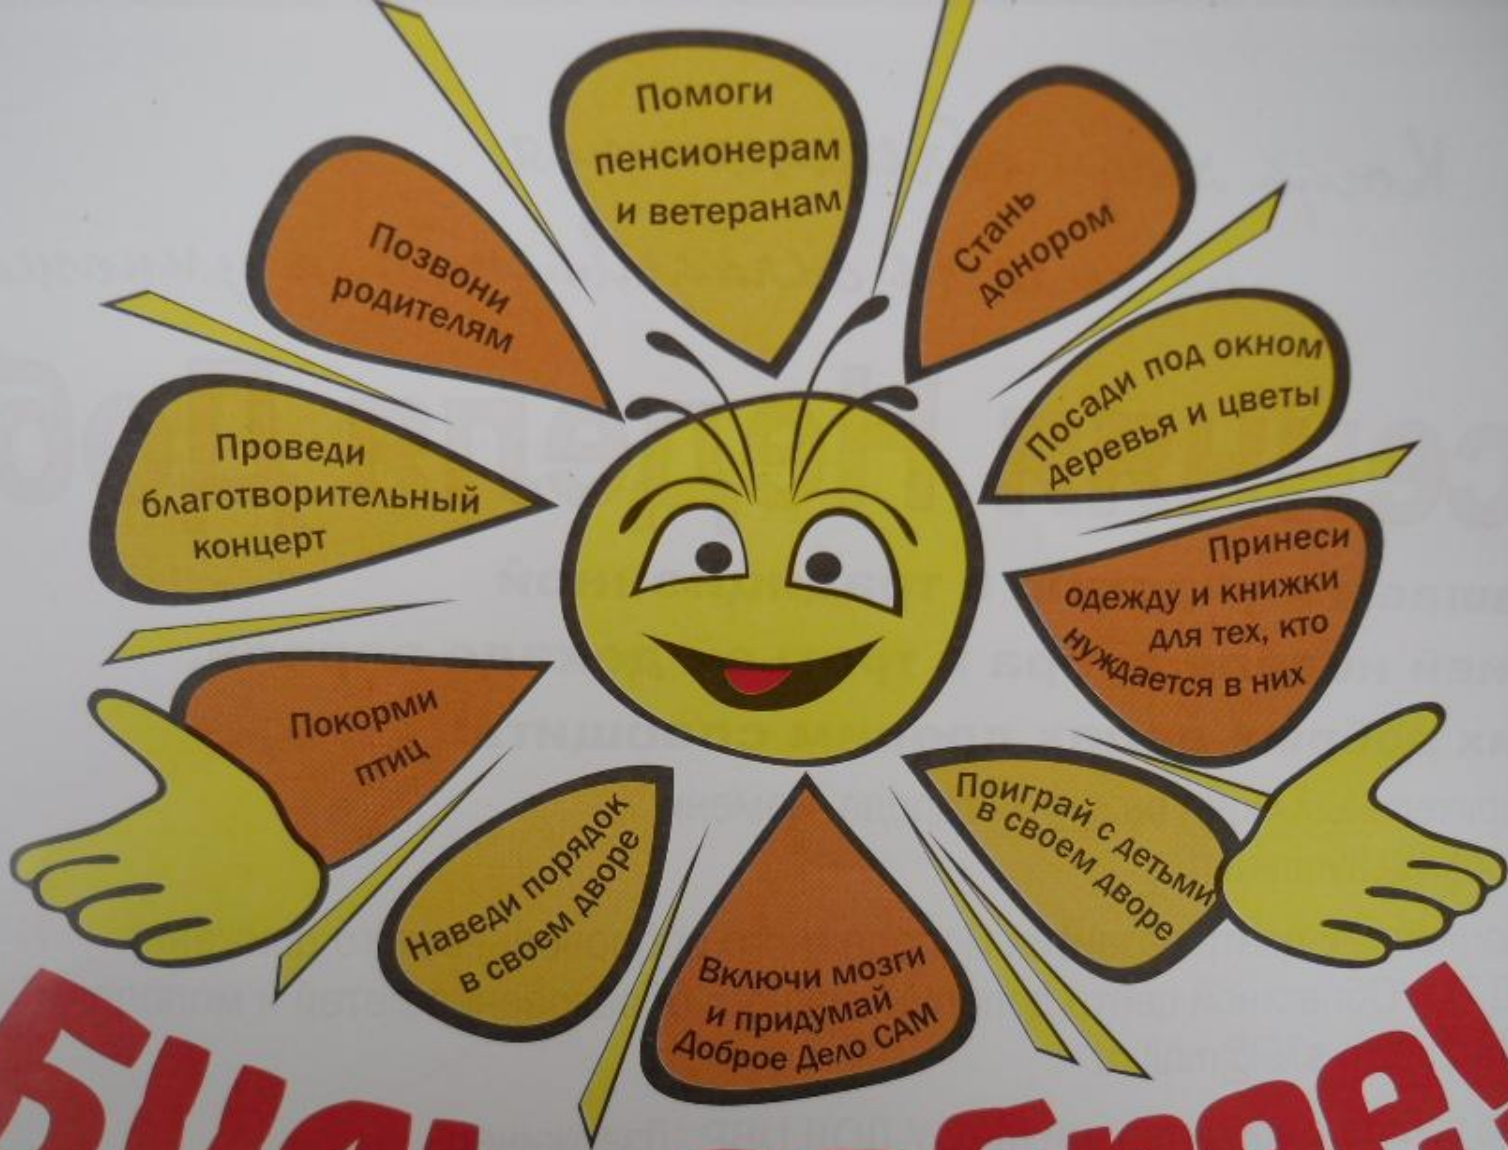 Помоги
пенсионерам
и ветеранам
Стань
донором
Посади под окном
деревья и цветы
Принеси
одежду и книжки
для тех, кто
нуждается в них
Поиграй с детьми
в своем дворе
Включи мозги
и придумай
Доброе Дело САМ
Наведи порядок
в своем дворе
Покорми
птиц
Проведи
благотворительный
концерт
Позвони
родителям